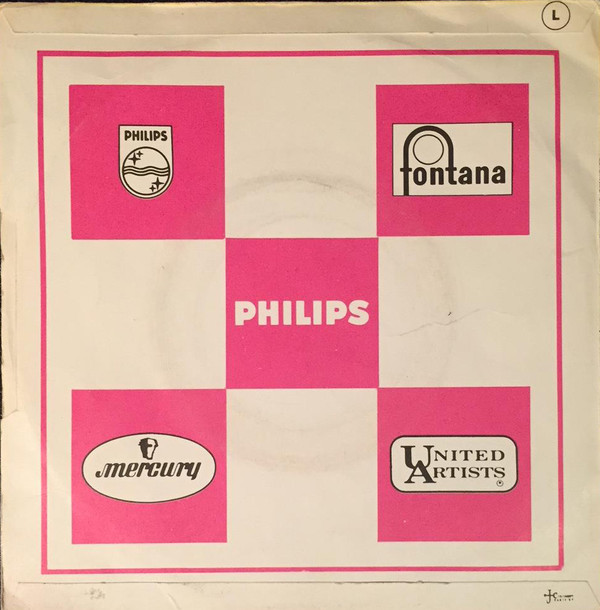 L
PHILIPS
fontana
PHILIPS
mercury
UNITED
ARTISTS